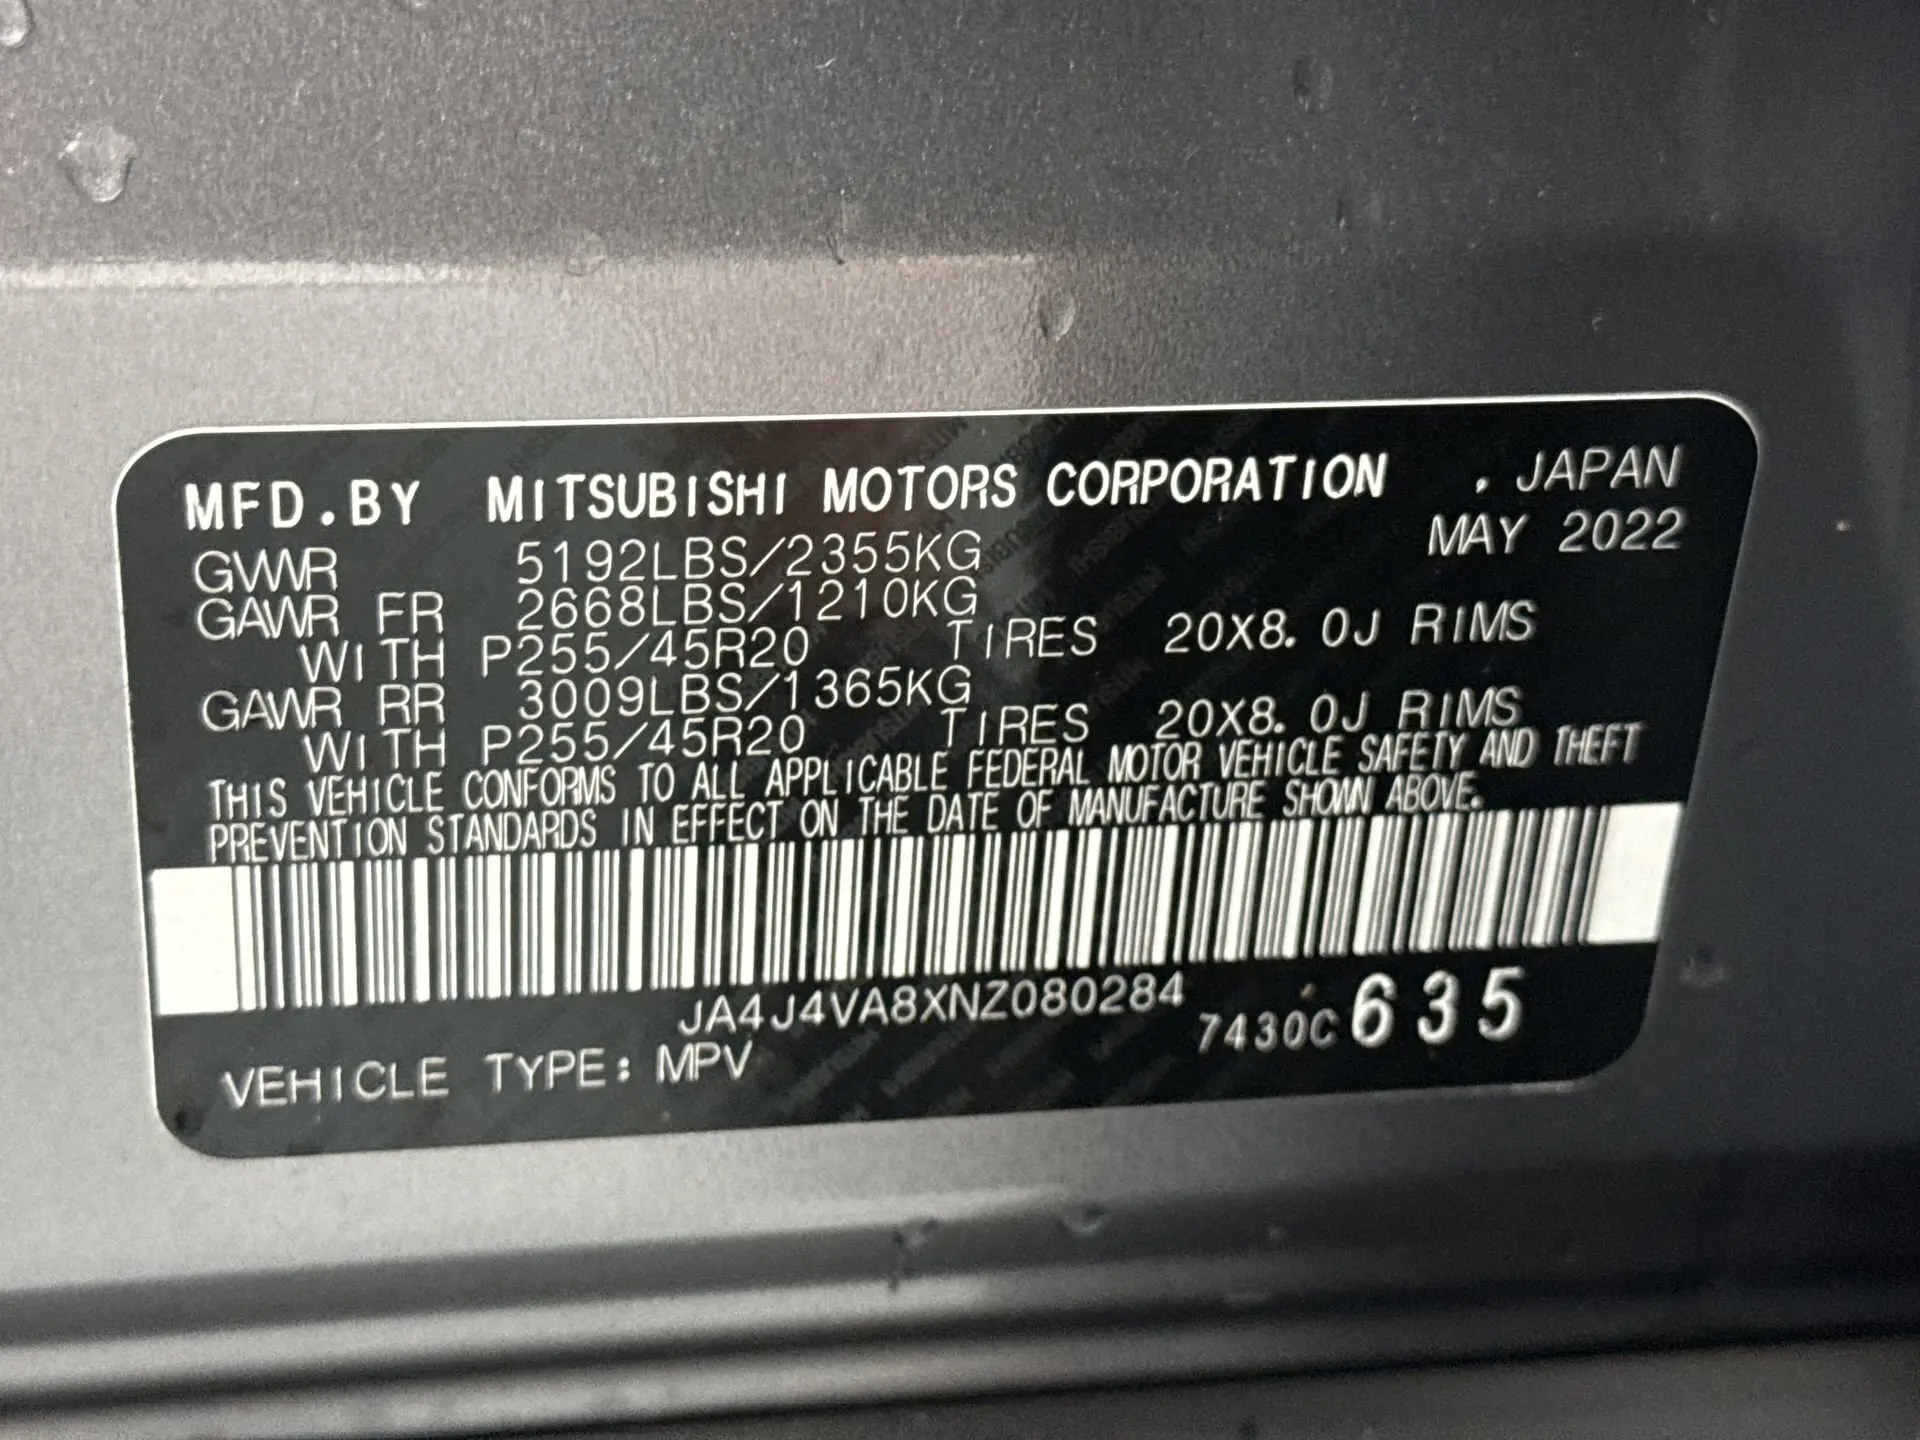 MFD.BY MITSUBISHI MOTORS CORPORATION . JAPAN
MAY 2022
GVWR 5192LBS/2355KG
GAWR FR 2668LBS/1210KG
WITH P255/45R20 TIRES 20X8.0J RIMS
GAWR RR 3009LBS/1365KG
WITH P255/45R20 TIRES 20X8.0J RIMS
THIS VEHICLE CONFORMS TO ALL APPLICABLE FEDERAL MOTOR VEHICLE SAFETY AND THEFT
PREVENTION STANDARDS IN EFFECT ON THE DATE OF MANUFACTURE SHOWN ABOVE.
JA4J4VA8XNZ080284
7430C635
VEHICLE TYPE: MPV